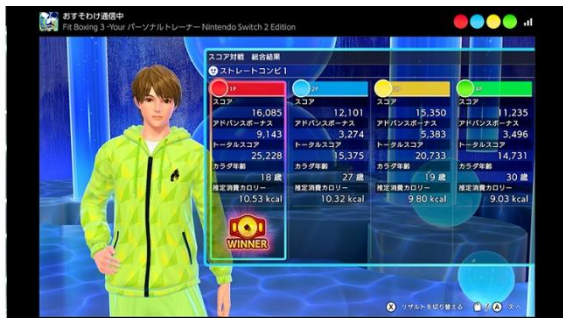 おすそわけ通信中
Fit Boxing 3 -Your パーソナルトレーナー- Nintendo Switch 2 Edition
スコア対戦 総合結果
ストレートコンビ1
1P 2P 3P 4P
スコア スコア スコア スコア
16,085 12,101 15,350 11,235
アドバンスボーナス アドバンスボーナス アドバンスボーナス アドバンスボーナス
9,143 3,274 5,383 3,496
トータルスコア トータルスコア トータルスコア トータルスコア
25,228 15,375 20,733 14,731
カラダ年齢 カラダ年齢 カラダ年齢 カラダ年齢
18 歳 27 歳 19 歳 30 歳
推定消費カロリー 推定消費カロリー 推定消費カロリー 推定消費カロリー
10.53 kcal 10.32 kcal 9.80 kcal 9.03 kcal
WINNER
X リザルトを切り替える / A 次へ